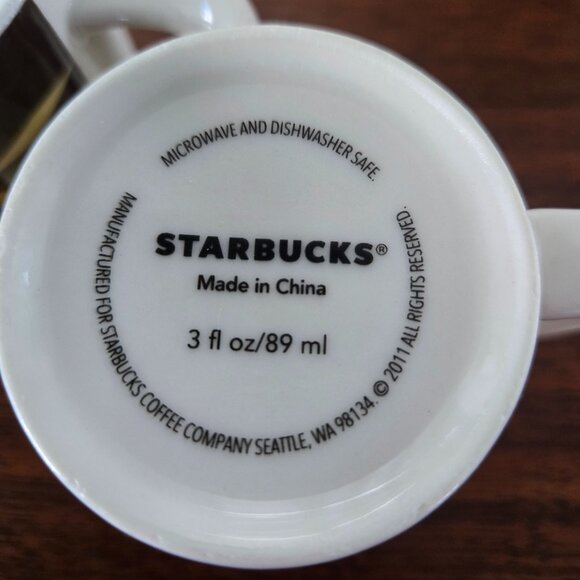 MICROWAVE AND DISHWASHER SAFE.
STARBUCKS®
Made in China
3 fl oz/89 ml
MANUFACTURED FOR STARBUCKS COFFEE COMPANY SEATTLE, WA 98134. © 2011 ALL RIGHTS RESERVED.